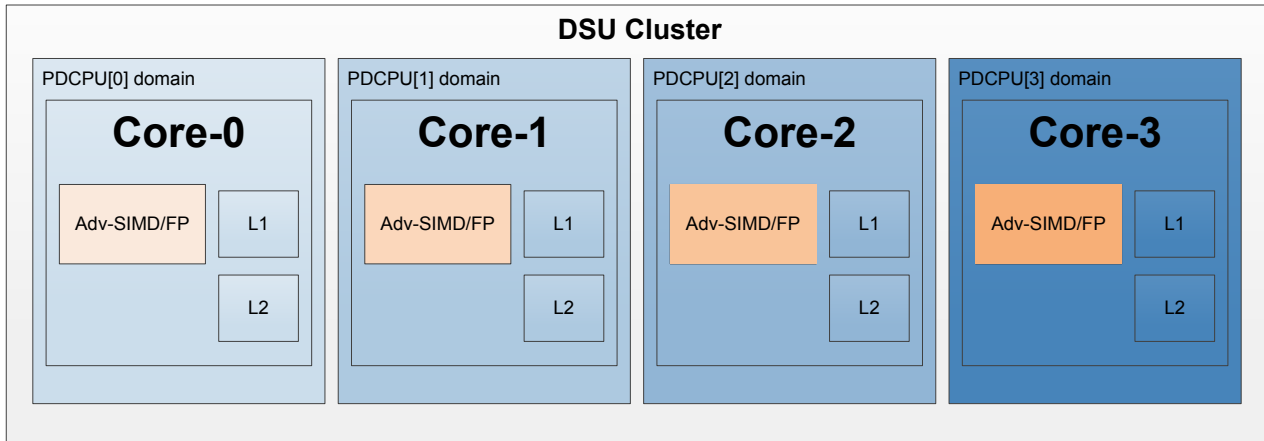 DSU Cluster
PDCPU[0] domain
Core-0
Adv-SIMD/FP
L1
L2
PDCPU[1] domain
Core-1
Adv-SIMD/FP
L1
L2
PDCPU[2] domain
Core-2
Adv-SIMD/FP
L1
L2
PDCPU[3] domain
Core-3
Adv-SIMD/FP
L1
L2